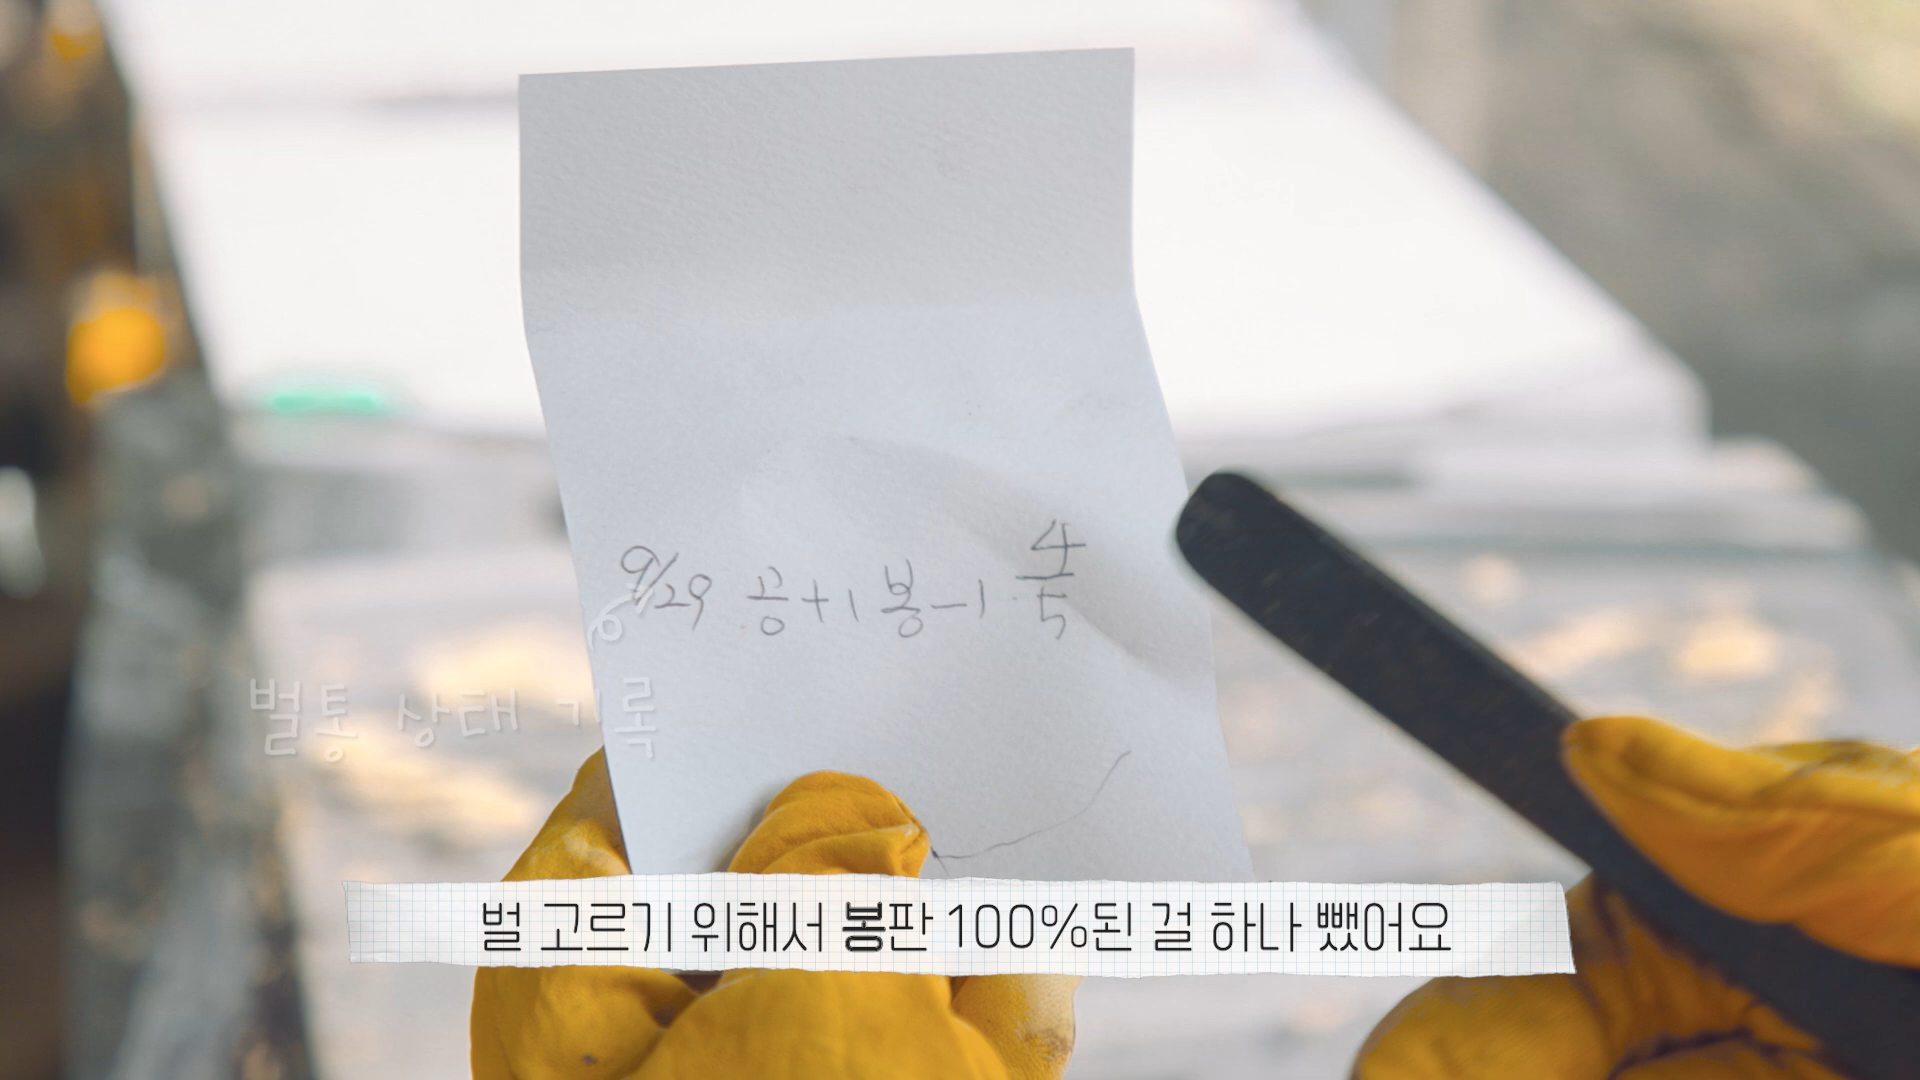 9/29 공+1 봉-1 4/5
벌통 상태 기록
벌 고르기 위해서 봉판 100%된 걸 하나 뺐어요